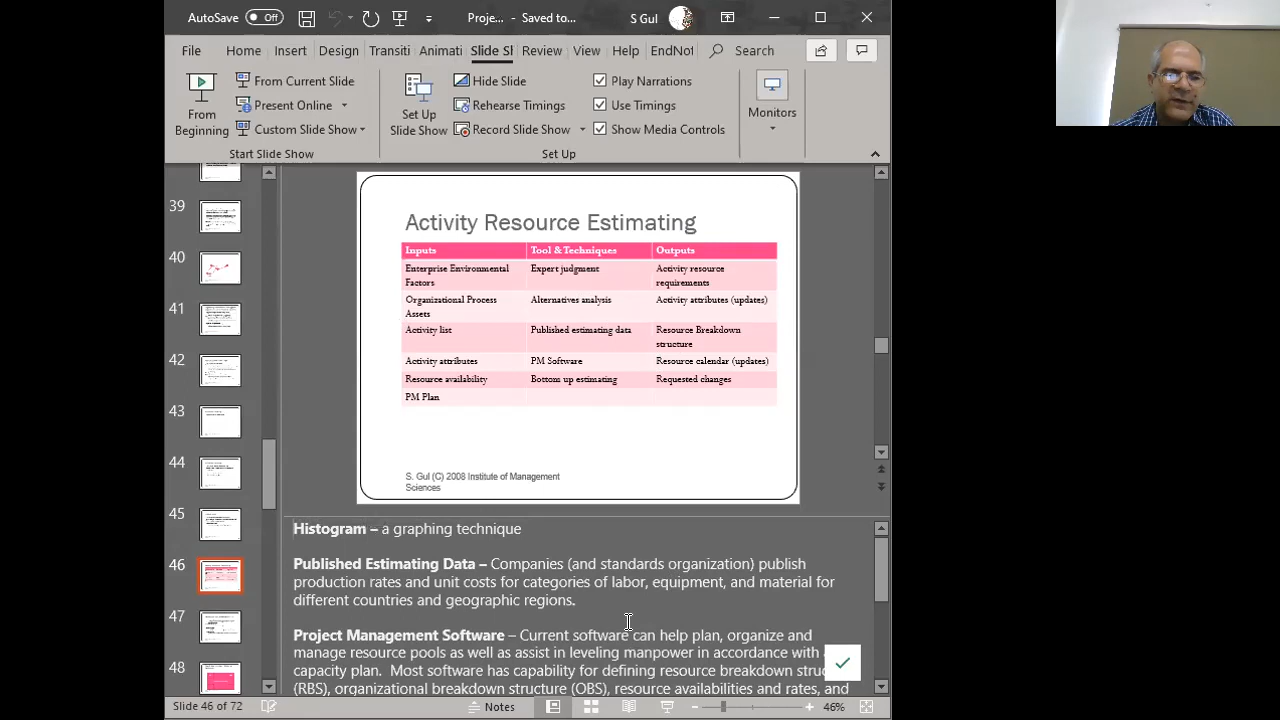 AutoSave Off Proje... - Saved to... S Gul
File Home Insert Design Transiti Animati Slide Sl Review View Help EndNot Search
From Beginning
From Current Slide
Present Online
Custom Slide Show
Start Slide Show
Set Up Slide Show
Hide Slide
Rehearse Timings
Record Slide Show
Play Narrations
Use Timings
Show Media Controls
Set Up
Monitors
39
40
41
42
43
44
45
46
47
48
Activity Resource Estimating
Inputs Tool & Techniques Outputs
Enterprise Environmental Factors Expert judgment Activity resource requirements
Organizational Process Assets Alternatives analysis Activity attributes (updates)
Activity list Published estimating data Resource Breakdown structure
Activity attributes PM Software Resource calendar (updates)
Resource availability Bottom up estimating Requested changes
PM Plan
S. Gul (C) 2008 Institute of Management
Sciences
Histogram – a graphing technique
Published Estimating Data – Companies (and standards organization) publish
production rates and unit costs for categories of labor, equipment, and material for
different countries and geographic regions.
Project Management Software – Current software can help plan, organize and
manage resource pools as well as assist in leveling manpower in accordance with
capacity plan. Most software has capability for defining resource breakdown struc
(RBS), organizational breakdown structure (OBS), resource availabilities and rates, and
Slide 46 of 72 Notes 46%